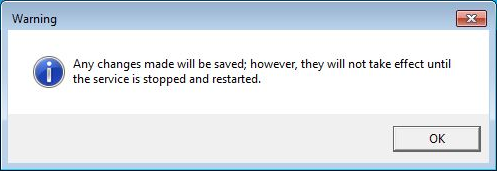 Warning
Any changes made will be saved; however, they will not take effect until
the service is stopped and restarted.
OK